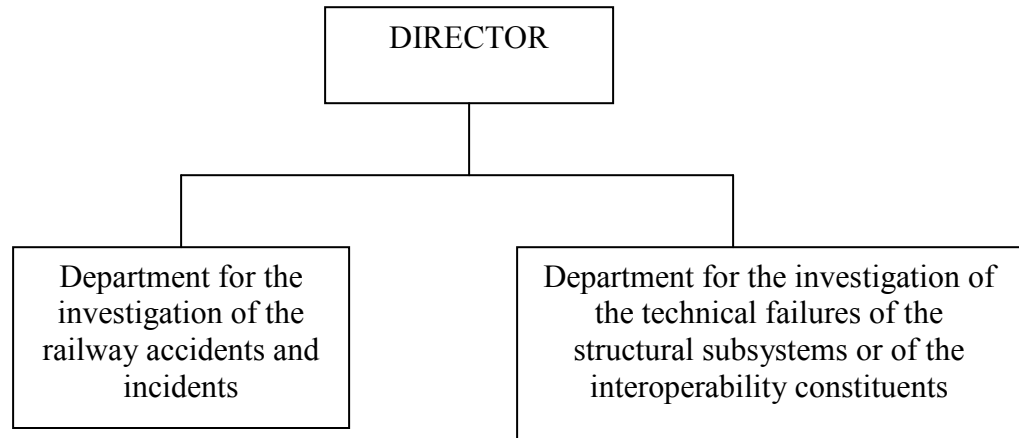 DIRECTOR
Department for the
investigation of the
railway accidents and
incidents
Department for the investigation of
the technical failures of the
structural subsystems or of the
interoperability constituents